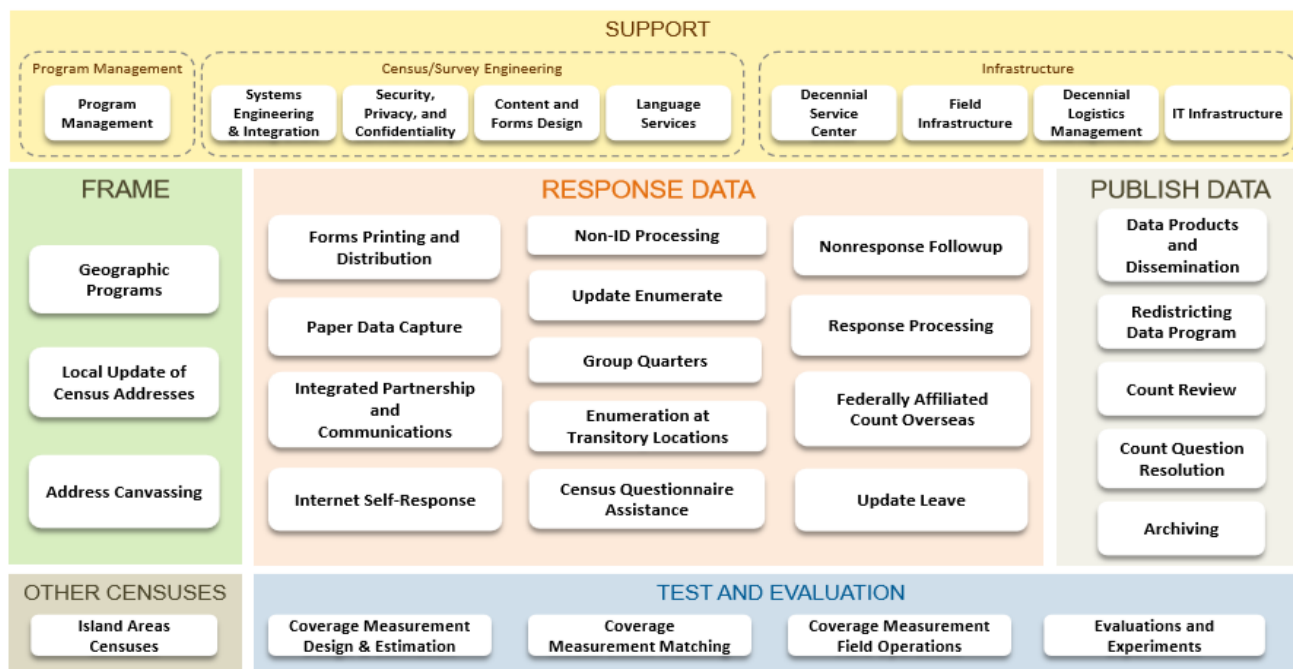 SUPPORT
Program Management
Program
Management
Census/Survey Engineering
Systems
Engineering
& Integration
Security,
Privacy, and
Confidentiality
Content and
Forms Design
Language
Services
Infrastructure
Decennial
Service
Center
Field
Infrastructure
Decennial
Logistics
Management
IT Infrastructure
FRAME
Geographic
Programs
Local Update of
Census Addresses
Address Canvassing
RESPONSE DATA
Forms Printing and
Distribution
Paper Data Capture
Integrated Partnership
and
Communications
Internet Self-Response
Non-ID Processing
Update Enumerate
Group Quarters
Enumeration at
Transitory Locations
Census Questionnaire
Assistance
Nonresponse Followup
Response Processing
Federally Affiliated
Count Overseas
Update Leave
PUBLISH DATA
Data Products
and
Dissemination
Redistricting
Data Program
Count Review
Count Question
Resolution
Archiving
OTHER CENSUSES
Island Areas
Censuses
TEST AND EVALUATION
Coverage Measurement
Design & Estimation
Coverage
Measurement Matching
Coverage Measurement
Field Operations
Evaluations and
Experiments